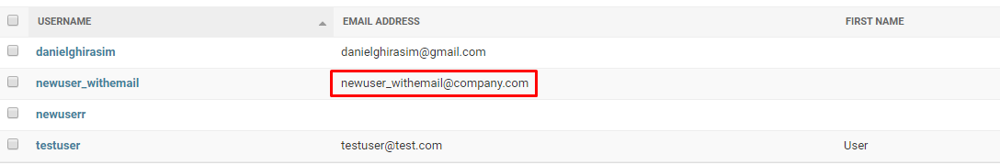 USERNAME EMAIL ADDRESS FIRST NAME
danielghirasim danielghirasim@gmail.com
newuser_withemail newuser_withemail@company.com
newuserr
testuser testuser@test.com User